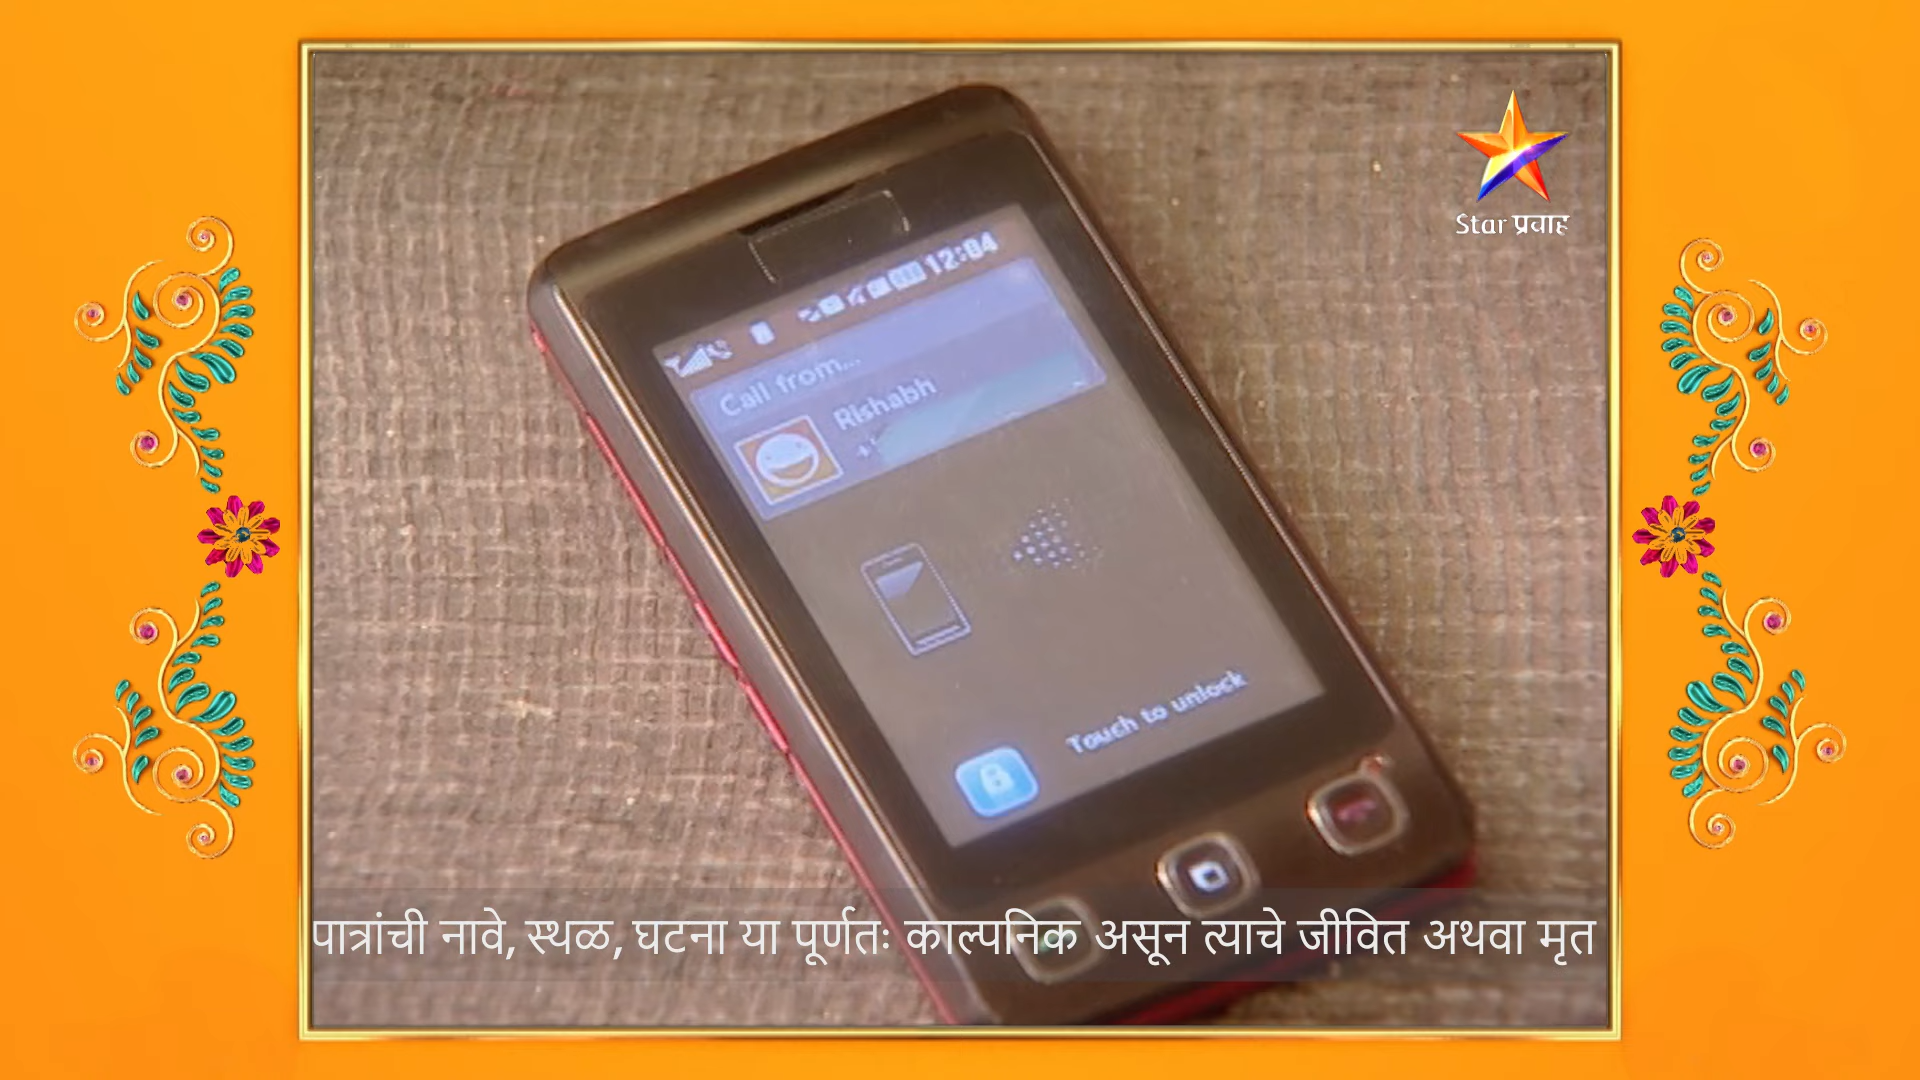 Star प्रवाह
12:04
Call from...
Rishabh
Touch to unlock
पात्रांची नावे, स्थळ, घटना या पूर्णतः काल्पनिक असून त्याचे जीवित अथवा मृत